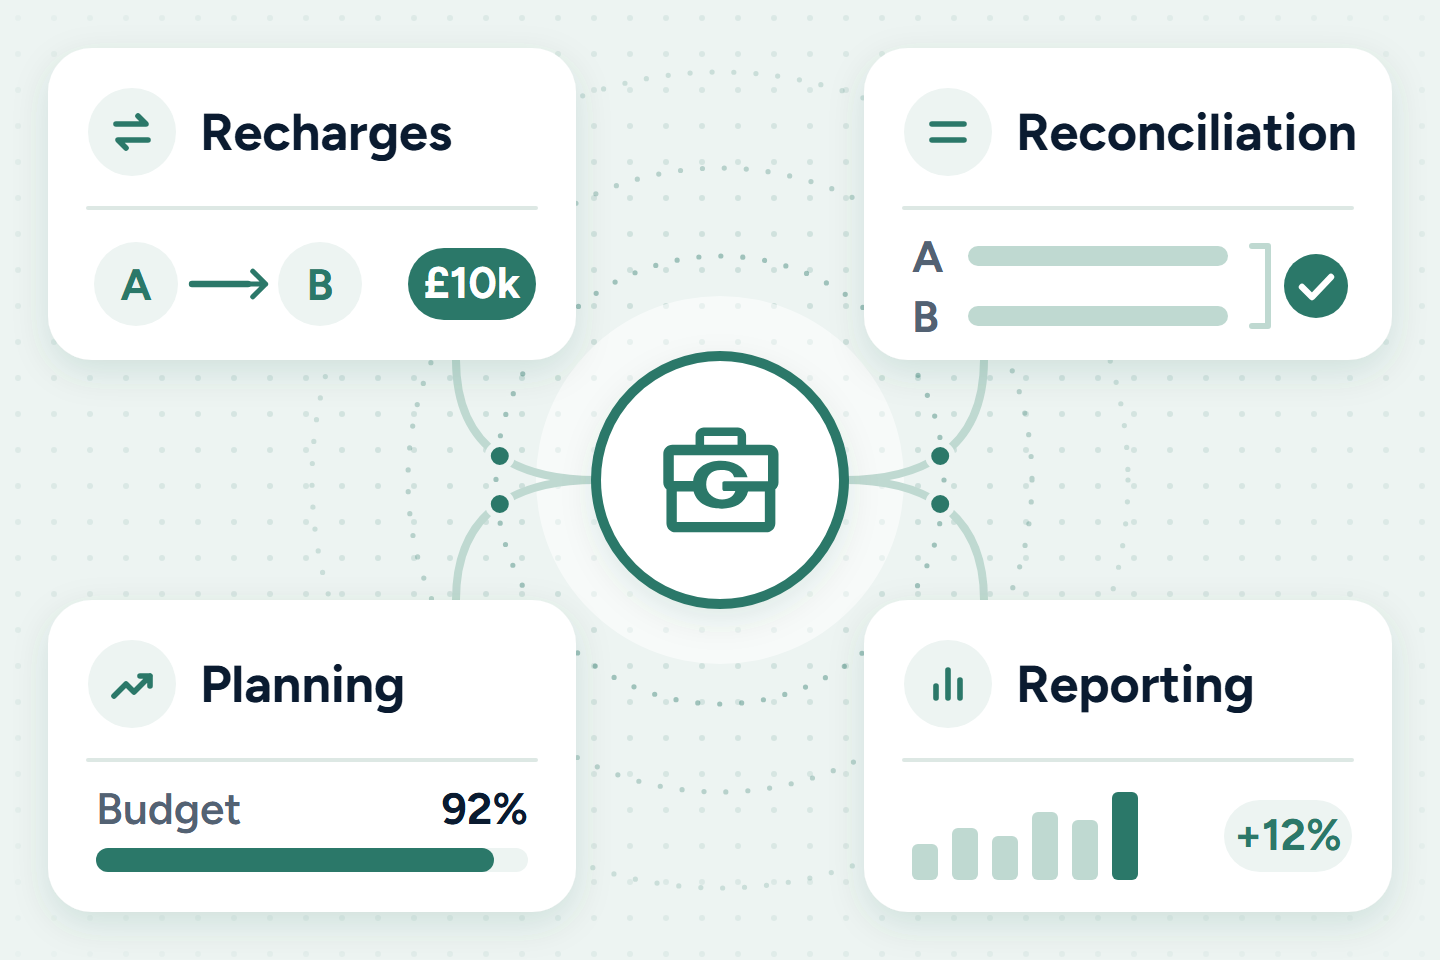 Recharges
A
B
£10k
Reconciliation
A
B
G
Planning
Budget
92%
Reporting
+12%